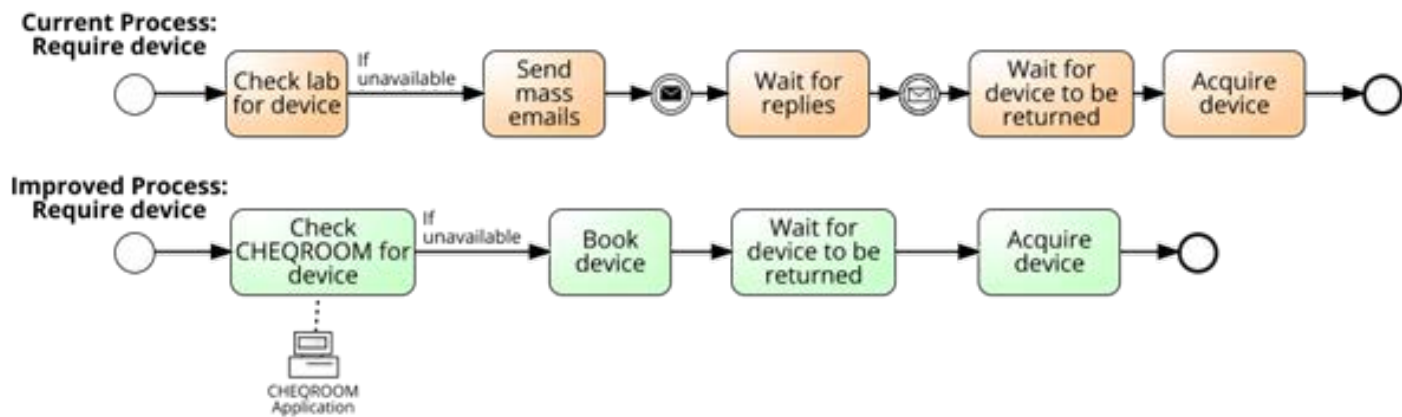 Current Process:
Require device
Check lab
for device
If
unavailable
Send
mass
emails
Wait for
replies
Wait for
device to be
returned
Acquire
device
Improved Process:
Require device
Check
CHEQROOM for
device
If
unavailable
Book
device
Wait for
device to be
returned
Acquire
device
CHEQROOM
Application